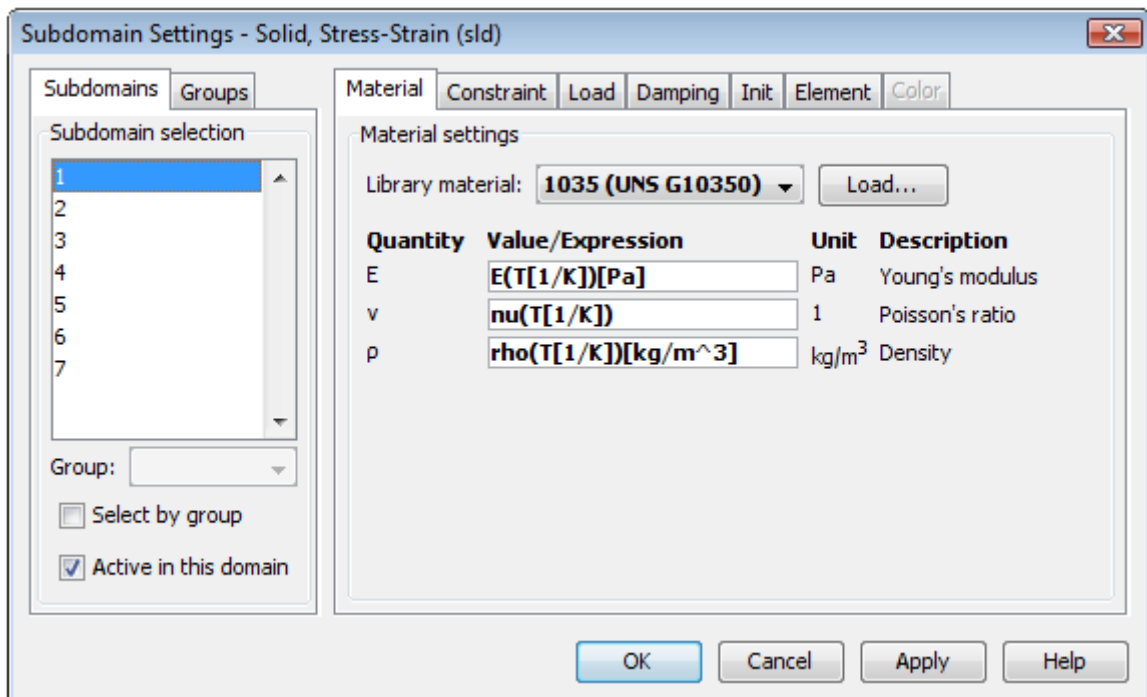 Subdomain Settings - Solid, Stress-Strain (sld)
Subdomains Groups
Subdomain selection
1
2
3
4
5
6
7
Group:
Select by group
Active in this domain
Material Constraint Load Damping Init Element Color
Material settings
Library material: 1035 (UNS G10350) Load...
Quantity Value/Expression Unit Description
E E(T[1/K])[Pa] Pa Young's modulus
ν nu(T[1/K]) 1 Poisson's ratio
ρ rho(T[1/K])[kg/m^3] kg/m³ Density
OK Cancel Apply Help